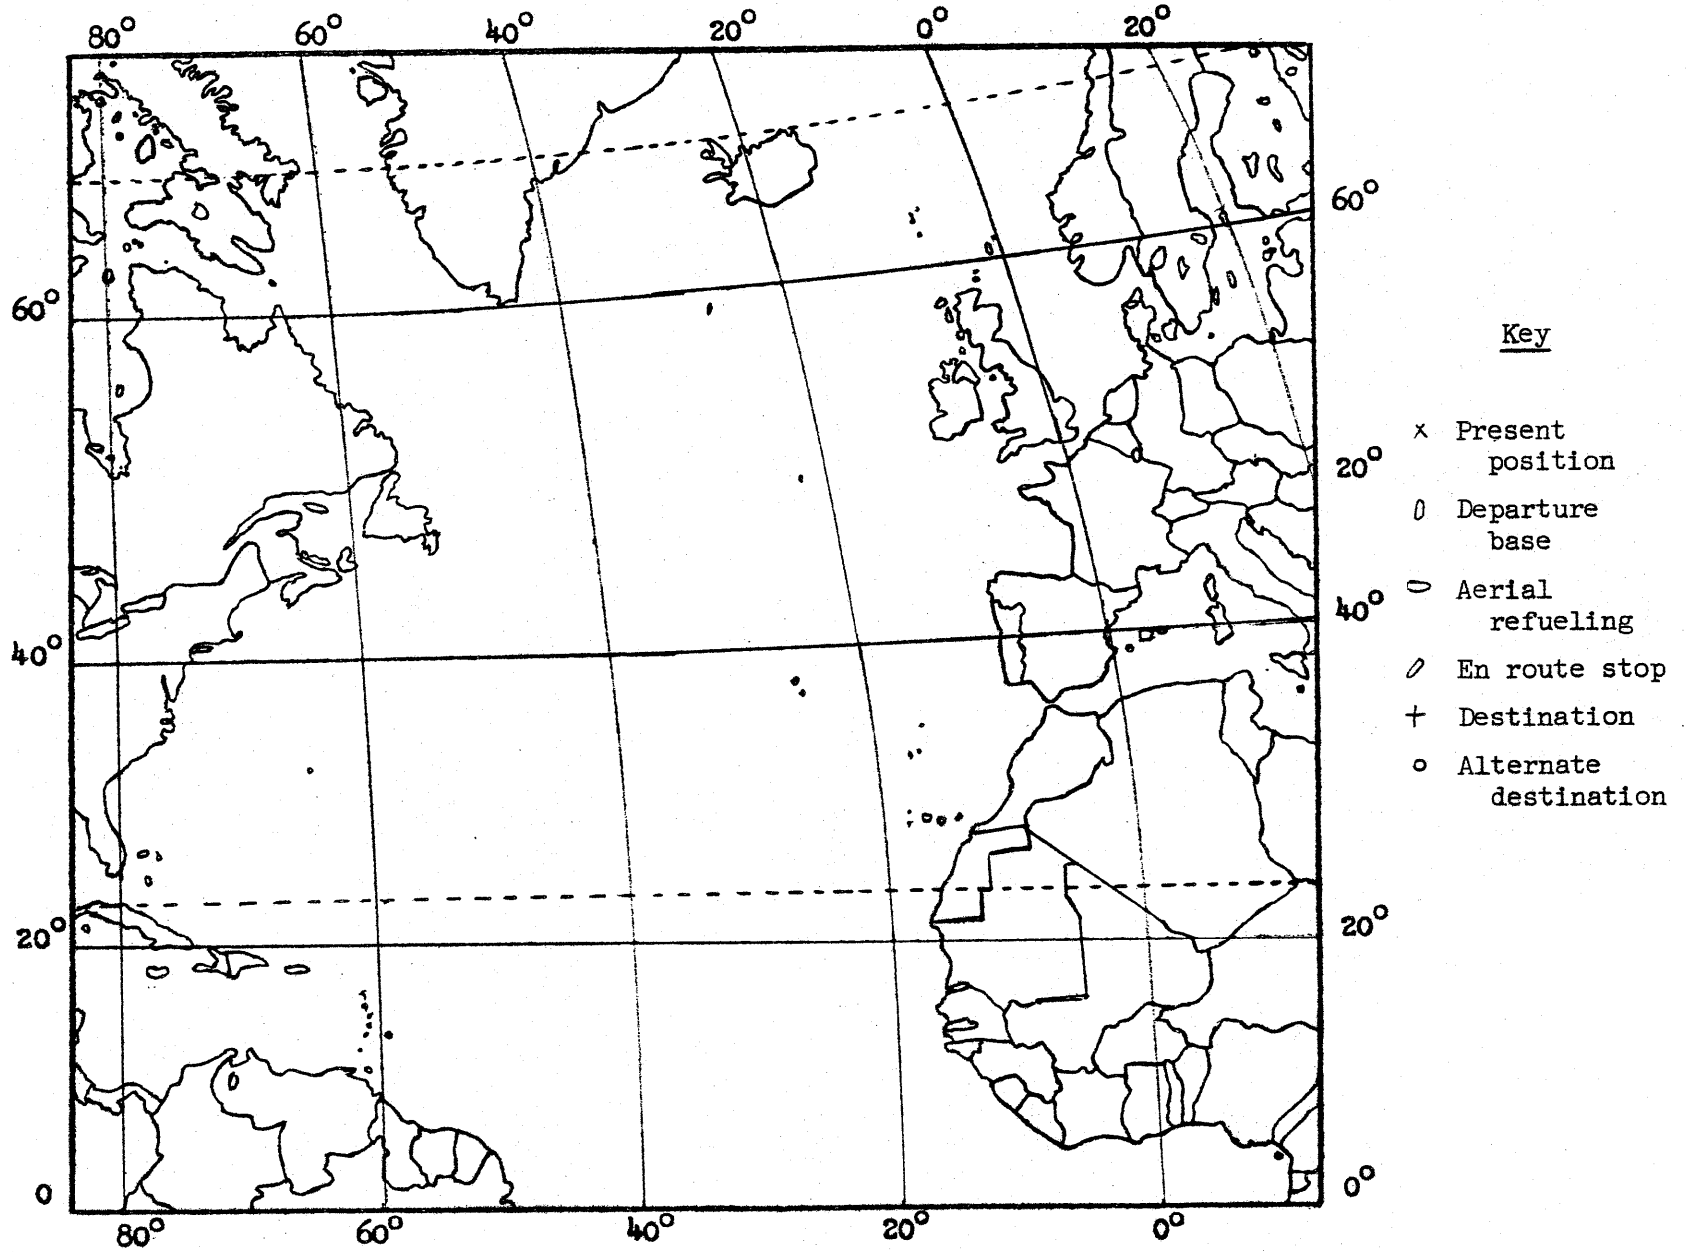 80° 60° 40° 20° 0° 20°
60°
60°
Key
x Present
position
20°
0 Departure
base
Aerial
refueling
40°
40°
En route stop
+ Destination
o Alternate
destination
20°
20°
0
0°
80° 60° 40° 20° 0°